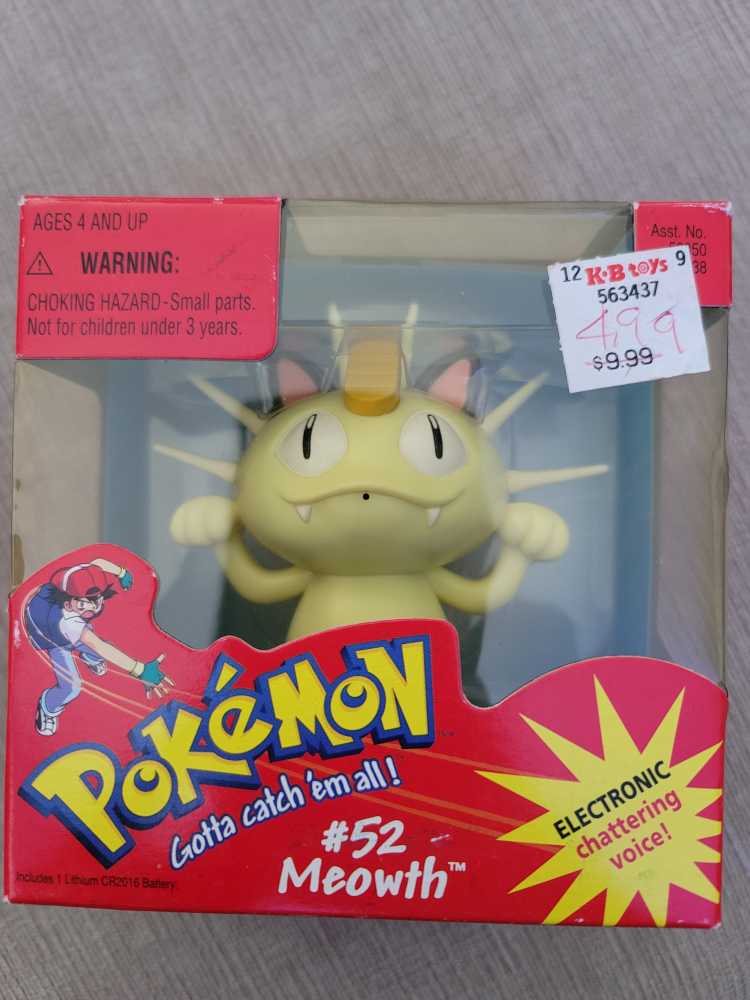 AGES 4 AND UP
WARNING:
CHOKING HAZARD-Small parts.
Not for children under 3 years.
Asst. No.
50
38
12 K·B toys 9
563437
4.99
$9.99
POKéMON
Gotta catch 'em all!
#52
Meowth™
ELECTRONIC
chattering
voice!
Includes 1 Lithium CR2016 Battery.